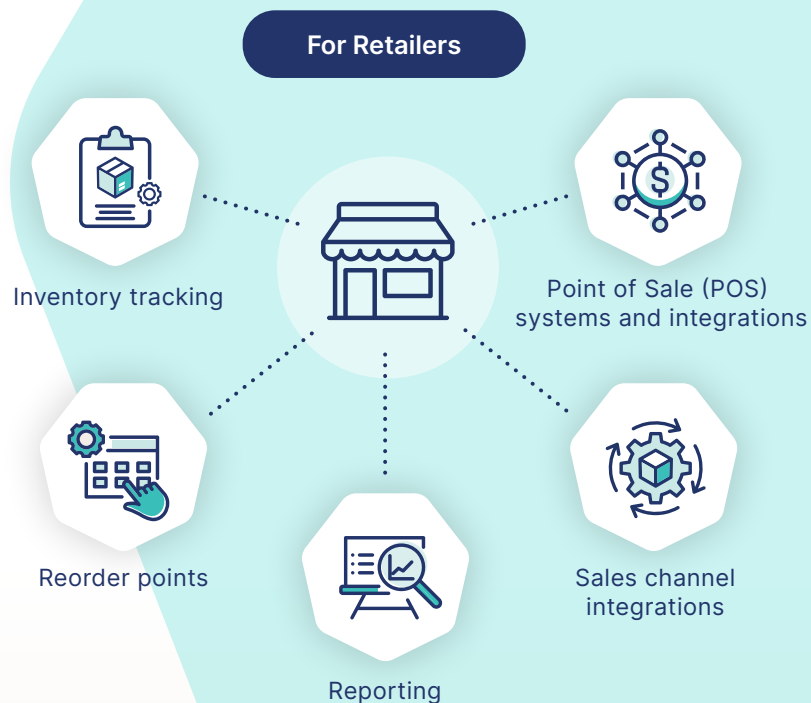 For Retailers
Inventory tracking
Point of Sale (POS)
systems and integrations
Reorder points
Sales channel
integrations
Reporting